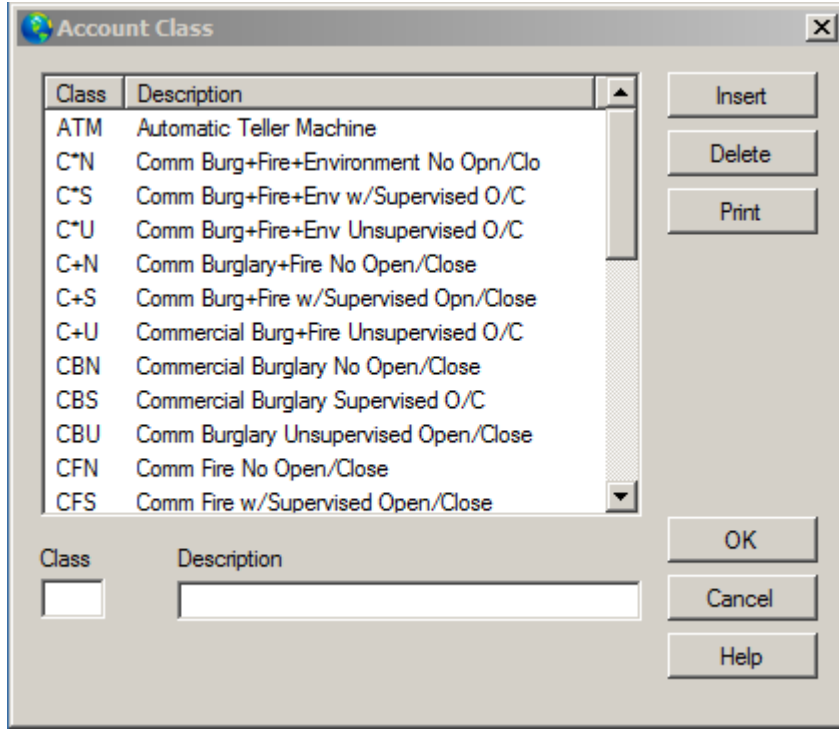 Account Class
Class Description
ATM Automatic Teller Machine
C*N Comm Burg+Fire+Environment No Opn/Clo
C*S Comm Burg+Fire+Env w/Supervised O/C
C*U Comm Burg+Fire+Env Unsupervised O/C
C+N Comm Burglary+Fire No Open/Close
C+S Comm Burg+Fire w/Supervised Opn/Close
C+U Commercial Burg+Fire Unsupervised O/C
CBN Commercial Burglary No Open/Close
CBS Commercial Burglary Supervised O/C
CBU Comm Burglary Unsupervised Open/Close
CFN Comm Fire No Open/Close
CFS Comm Fire w/Supervised Open/Close
Insert
Delete
Print
Class Description
OK
Cancel
Help